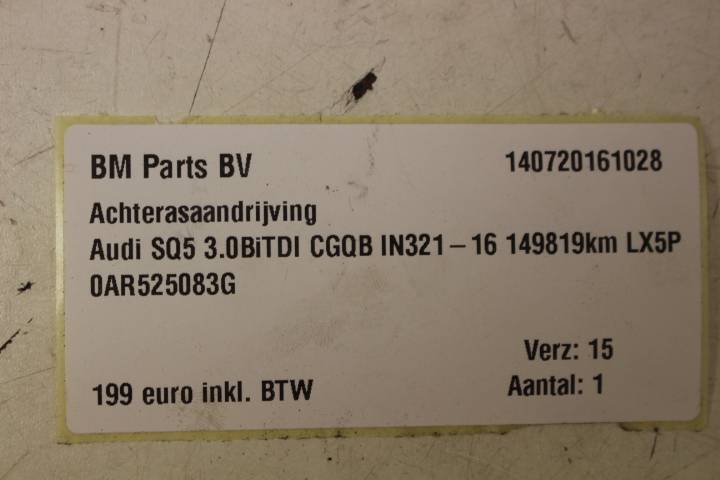 BM Parts BV 140720161028
Achterasaandrijving
Audi SQ5 3.0BiTDI CGQB IN321-16 149819km LX5P
0AR525083G
Verz: 15
199 euro inkl. BTW Aantal: 1